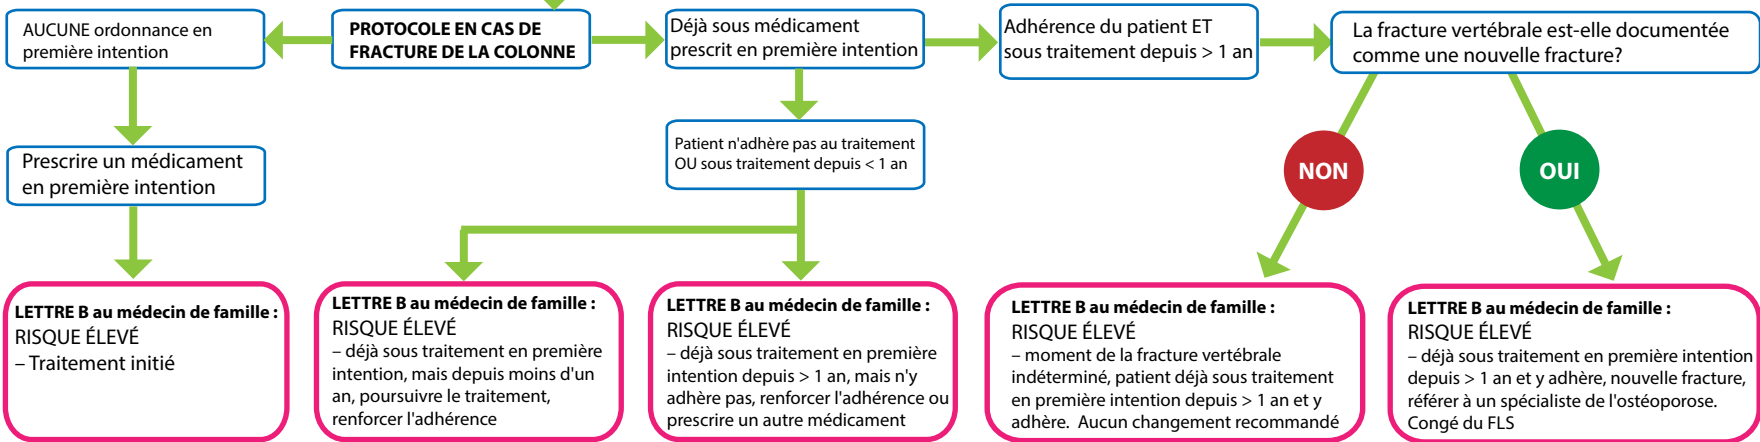 AUCUNE ordonnance en
première intention
PROTOCOLE EN CAS DE
FRACTURE DE LA COLONNE
Déjà sous médicament
prescrit en première intention
Adhérence du patient ET
sous traitement depuis > 1 an
La fracture vertébrale est-elle documentée
comme une nouvelle fracture?
Prescrire un médicament
en première intention
Patient n'adhère pas au traitement
OU sous traitement depuis < 1 an
NON
OUI
LETTRE B au médecin de famille :
RISQUE ÉLEVÉ
– Traitement initié
LETTRE B au médecin de famille :
RISQUE ÉLEVÉ
– déjà sous traitement en première
intention, mais depuis moins d'un
an, poursuivre le traitement,
renforcer l'adhérence
LETTRE B au médecin de famille :
RISQUE ÉLEVÉ
– déjà sous traitement en première
intention depuis > 1 an, mais n'y
adhère pas, renforcer l'adhérence ou
prescrire un autre médicament
LETTRE B au médecin de famille :
RISQUE ÉLEVÉ
– moment de la fracture vertébrale
indéterminé, patient déjà sous traitement
en première intention depuis > 1 an et y
adhère. Aucun changement recommandé
LETTRE B au médecin de famille :
RISQUE ÉLEVÉ
– déjà sous traitement en première intention
depuis > 1 an et y adhère, nouvelle fracture,
référer à un spécialiste de l'ostéoporose.
Congé du FLS